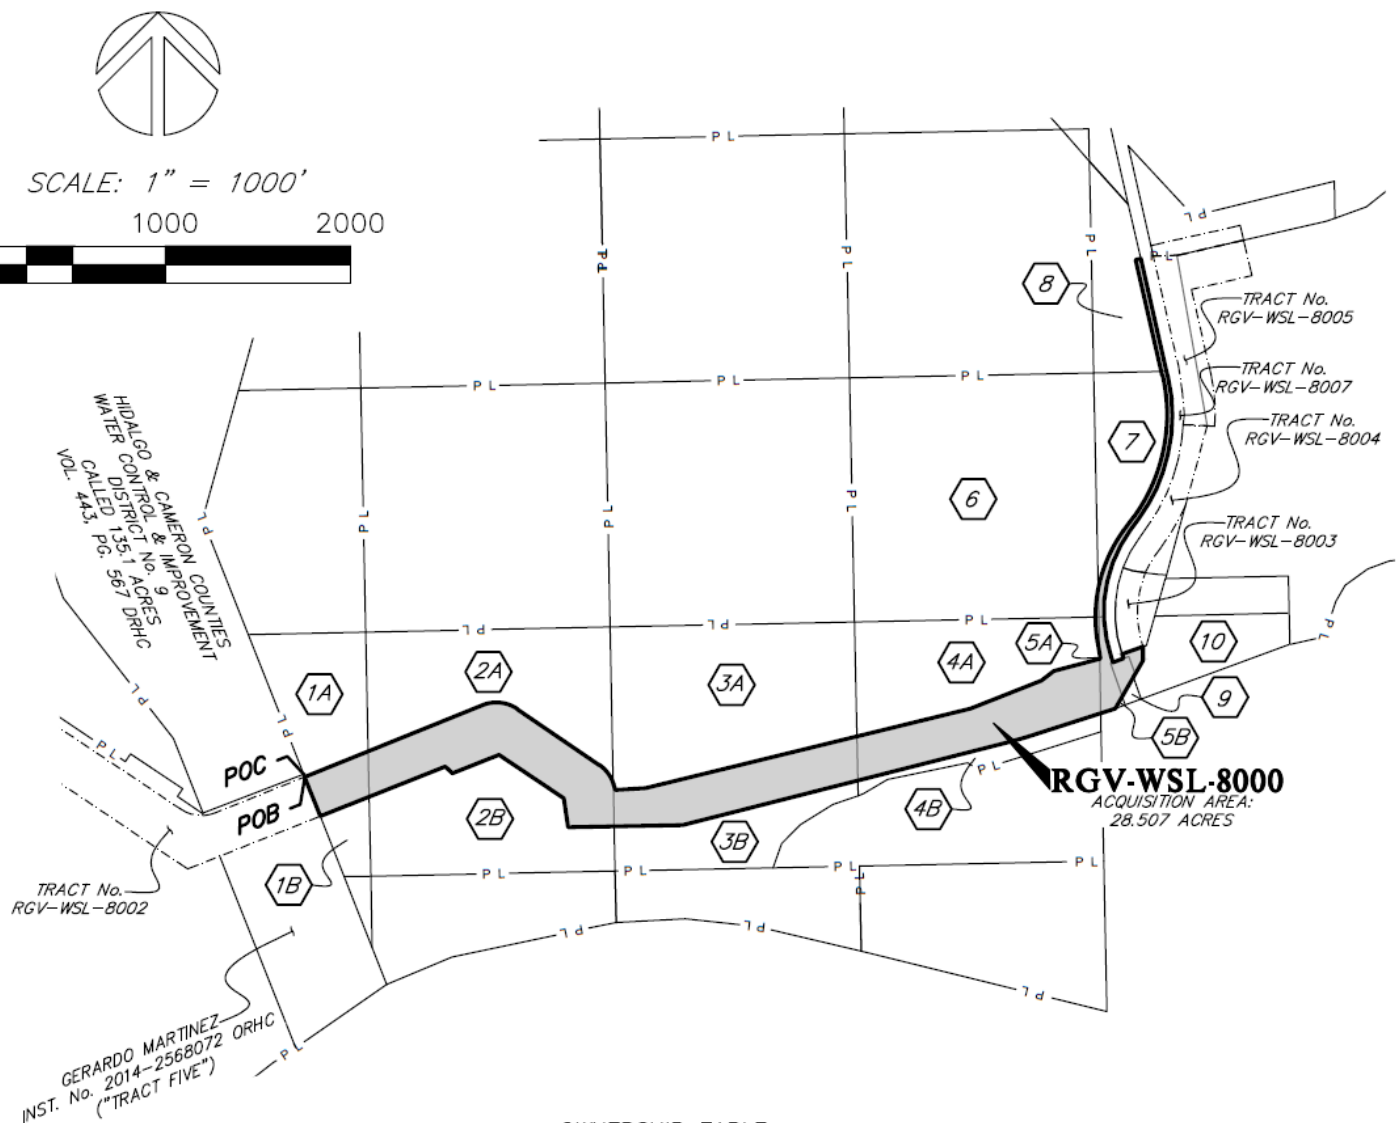 SCALE: 1" = 1000'
1000 2000
P L
P L
P L
P L
P L
P L
8
TRACT No.
RGV-WSL-8005
TRACT No.
RGV-WSL-8007
TRACT No.
RGV-WSL-8004
TRACT No.
RGV-WSL-8003
P L
P L
P L
7
6
HIDALGO & CAMERON COUNTIES
WATER CONTROL & IMPROVEMENT
DISTRICT No. 9
CALLED 135.1 ACRES
VOL. 443, PG. 567 DRHC
P L
P L
P L
P L
P L
P L
P L
P L
1A
2A
3A
4A
5A
10
9
5B
P L
P L
P L
P L
POC
POB
RGV-WSL-8000
ACQUISITION AREA:
28.507 ACRES
1B
2B
3B
4B
P L
P L
P L
P L
P L
P L
TRACT No.
RGV-WSL-8002
P L
P L
P L
P L
GERARDO MARTINEZ
INST. No. 2014-2568072 ORHC
("TRACT FIVE")